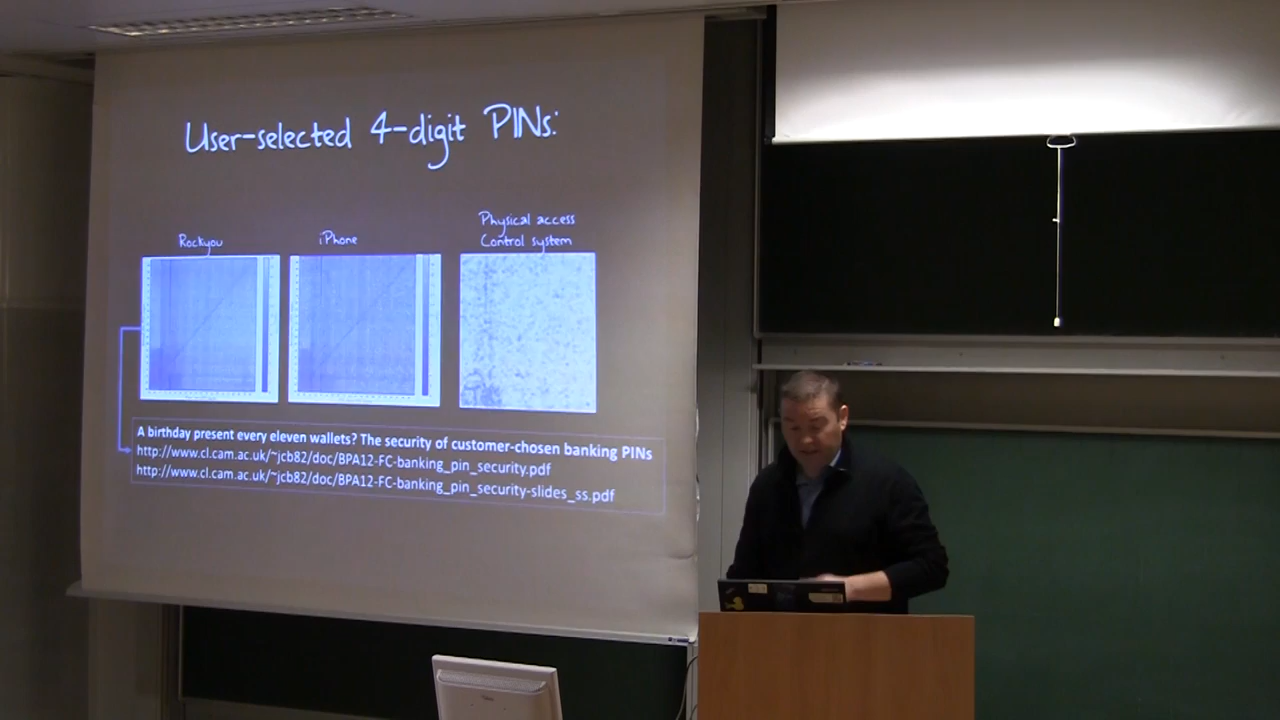 User-selected 4-digit PINs:
Rockyou
iPhone
Physical access
Control system
A birthday present every eleven wallets? The security of customer-chosen banking PINs
http://www.cl.cam.ac.uk/~jcb82/doc/BPA12-FC-banking_pin_security.pdf
http://www.cl.cam.ac.uk/~jcb82/doc/BPA12-FC-banking_pin_security-slides_ss.pdf